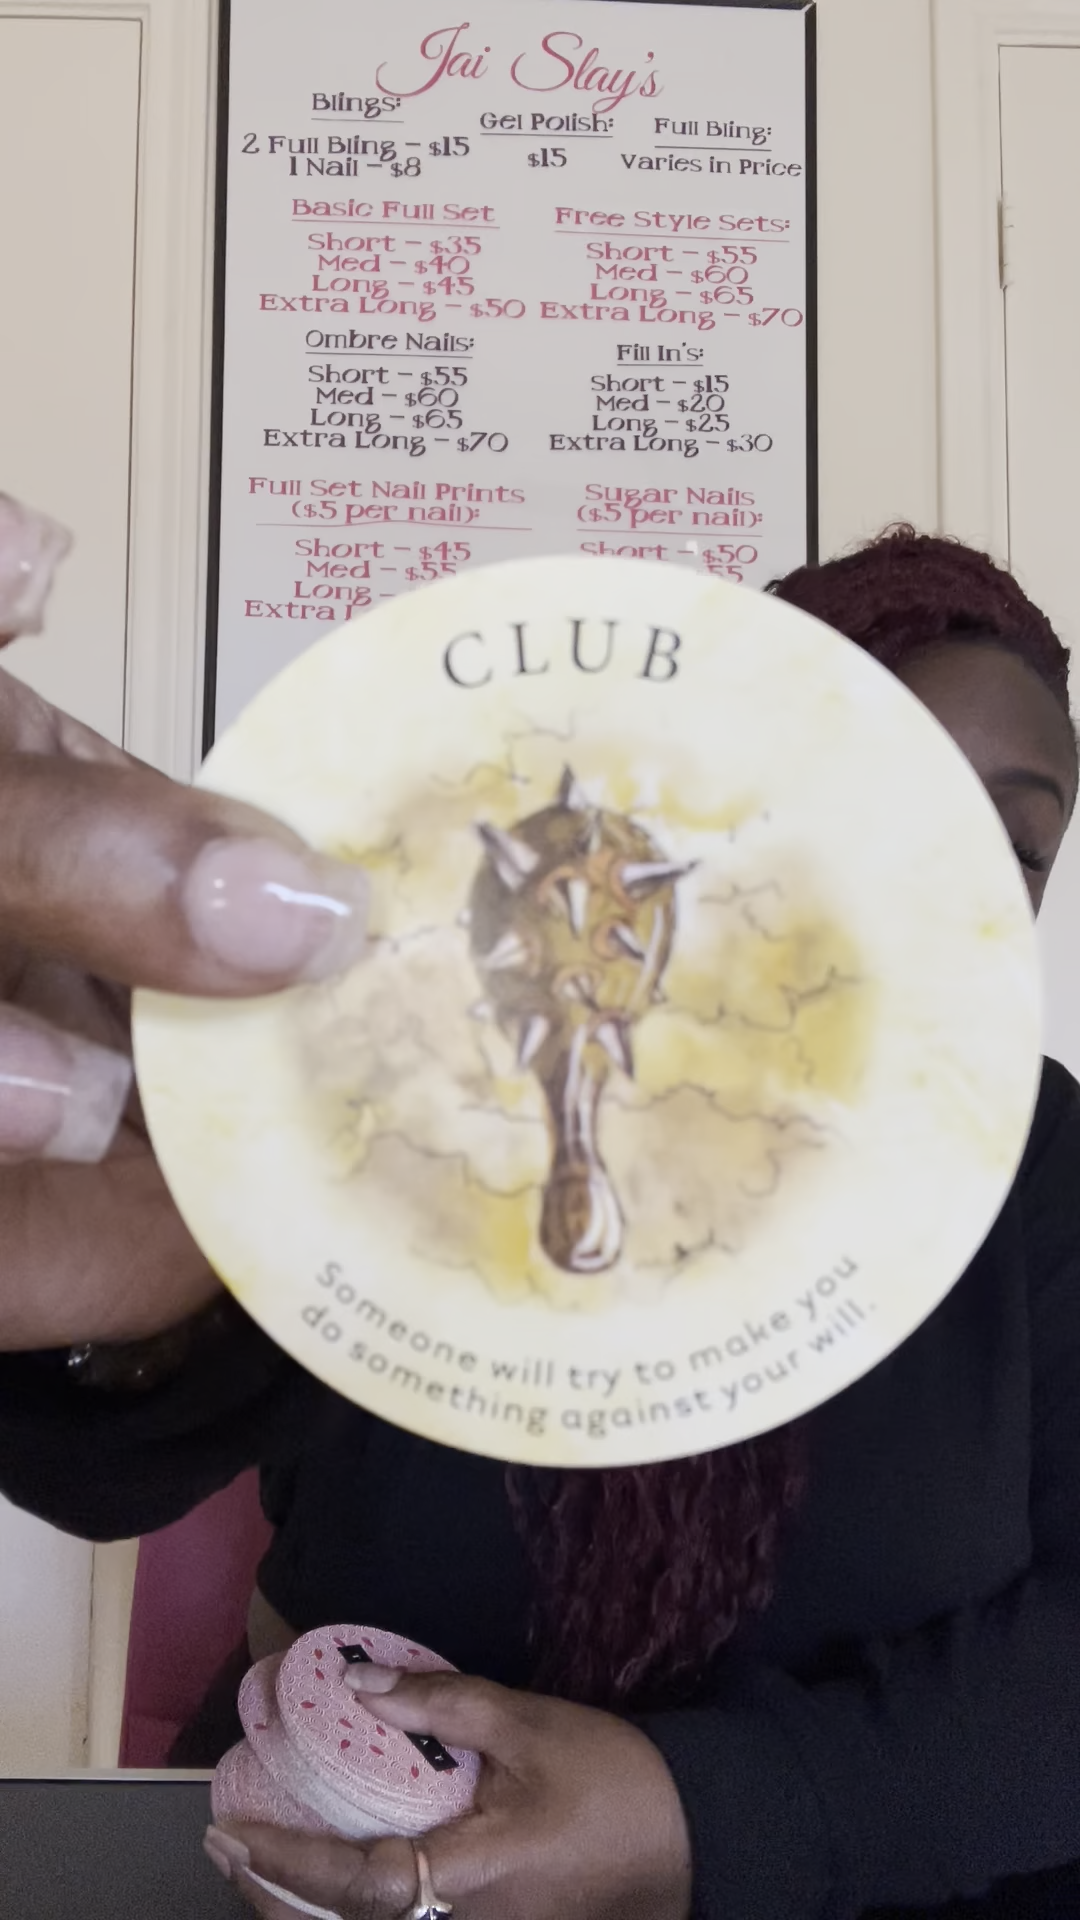 Jai Slay's
Blings:
2 Full Bling - $15
1 Nail - $8
Gel Polish:
$15
Full Bling:
Varies in Price
Basic Full Set
Short - $35
Med - $40
Long - $45
Extra Long - $50
Free Style Sets:
Short - $55
Med - $60
Long - $65
Extra Long - $70
Ombre Nails:
Short - $55
Med - $60
Long - $65
Extra Long - $70
Fill In's:
Short - $15
Med - $20
Long - $25
Extra Long - $30
Full Set Nail Prints
($5 per nail):
Short - $45
Med - $55
Long -
Extra
Sugar Nails
($5 per nail):
Short - $50
55
CLUB
Someone will try to make you
do something against your will.